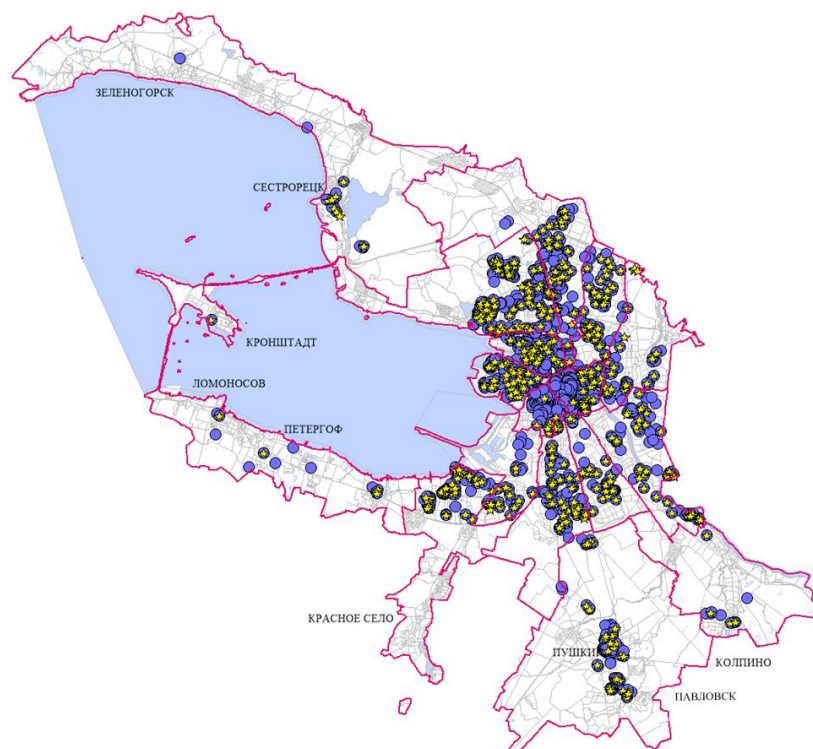 ЗЕЛЕНОГОРСК
СЕСТРОРЕЦК
КРОНШТАДТ
ЛОМОНОСОВ
ПЕТЕРГОФ
КРАСНОЕ СЕЛО
ПУШКИН
КОЛПИНО
ПАВЛОВСК